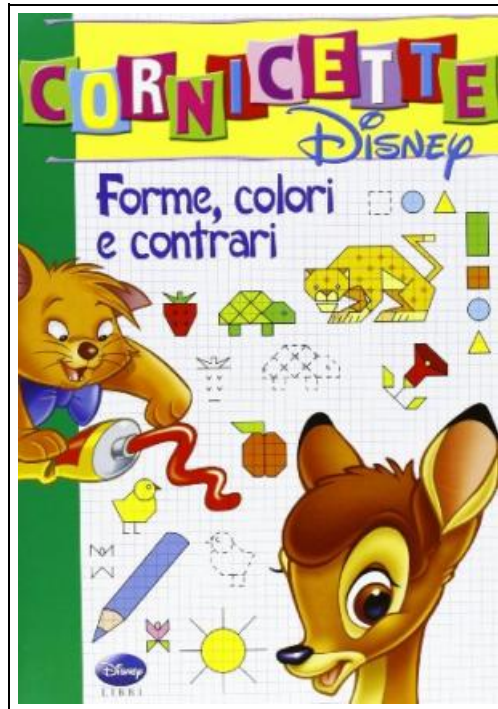 CORNICETTE
DISNEY
Forme, colori
e contrari
Disney
LIBRI